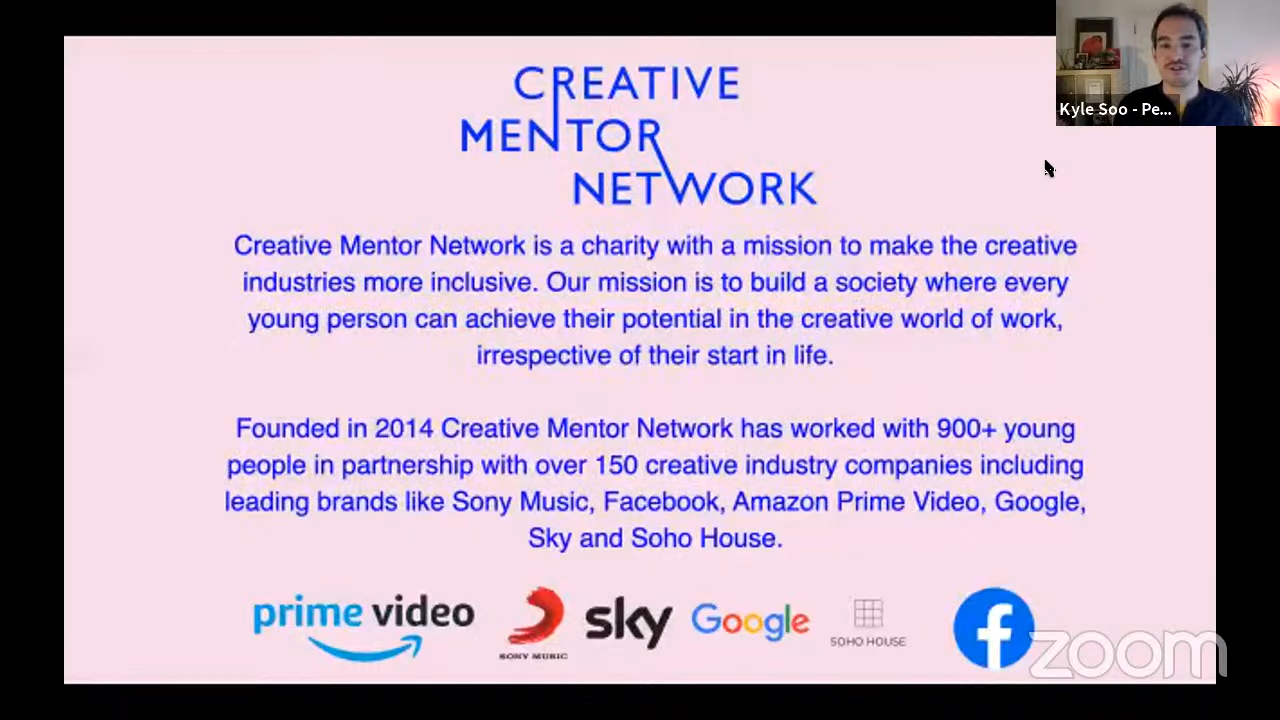 CREATIVE
MENTOR
NETWORK
Kyle Soo - Pe...
Creative Mentor Network is a charity with a mission to make the creative
industries more inclusive. Our mission is to build a society where every
young person can achieve their potential in the creative world of work,
irrespective of their start in life.
Founded in 2014 Creative Mentor Network has worked with 900+ young
people in partnership with over 150 creative industry companies including
leading brands like Sony Music, Facebook, Amazon Prime Video, Google,
Sky and Soho House.
prime video
SONY MUSIC
sky
Google
SOHO HOUSE
f
zoom